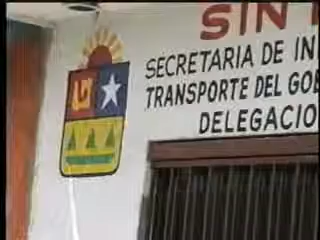 SIN
SECRETARIA DE IN
TRANSPORTE DEL GOB
DELEGACIO